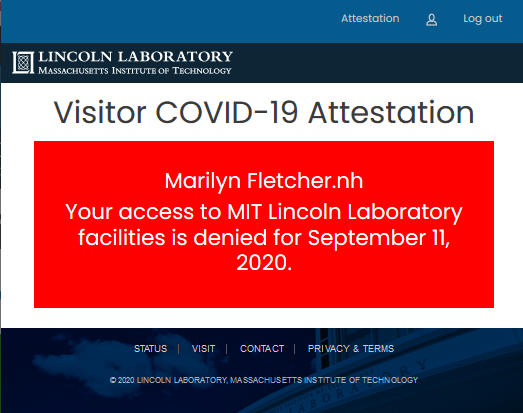 Attestation Log out
LINCOLN LABORATORY
MASSACHUSETTS INSTITUTE OF TECHNOLOGY
Visitor COVID-19 Attestation
Marilyn Fletcher.nh
Your access to MIT Lincoln Laboratory
facilities is denied for September 11,
2020.
STATUS | VISIT | CONTACT | PRIVACY & TERMS
© 2020 LINCOLN LABORATORY, MASSACHUSETTS INSTITUTE OF TECHNOLOGY
LINCOLN LABORATORY